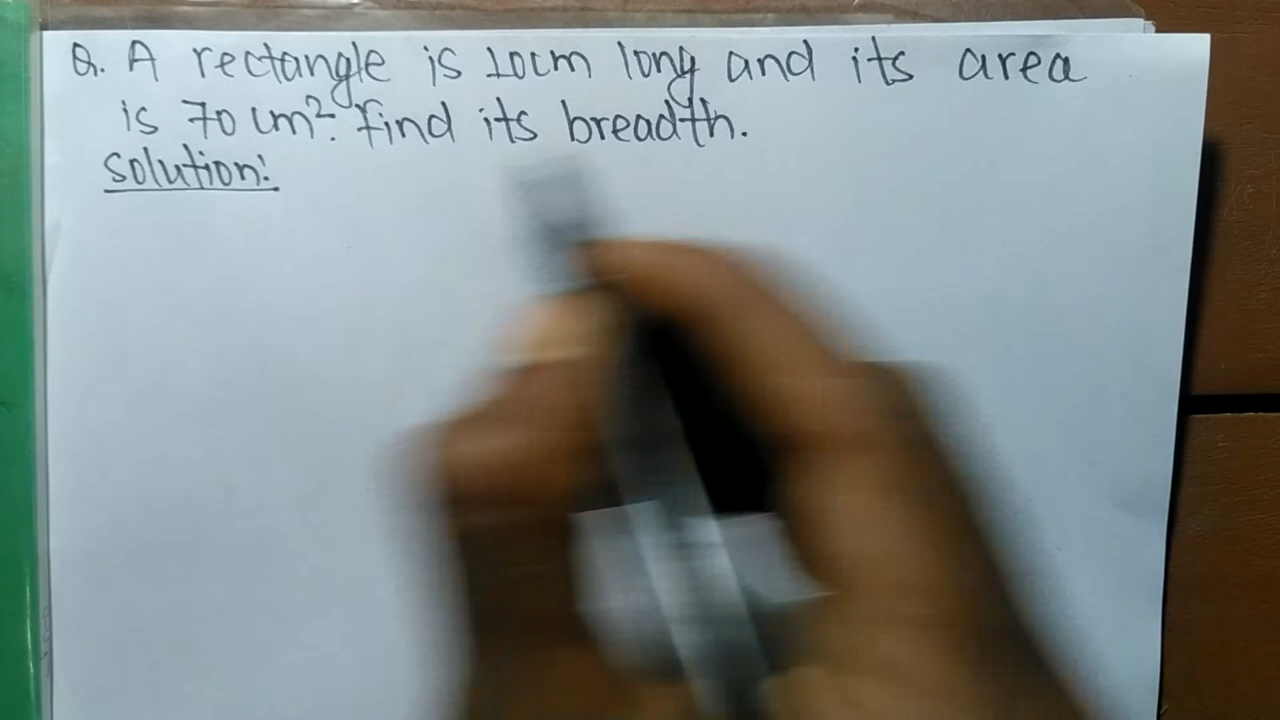 Q. A rectangle is 10cm long and its area
is 70 cm². find its breadth.
solution: